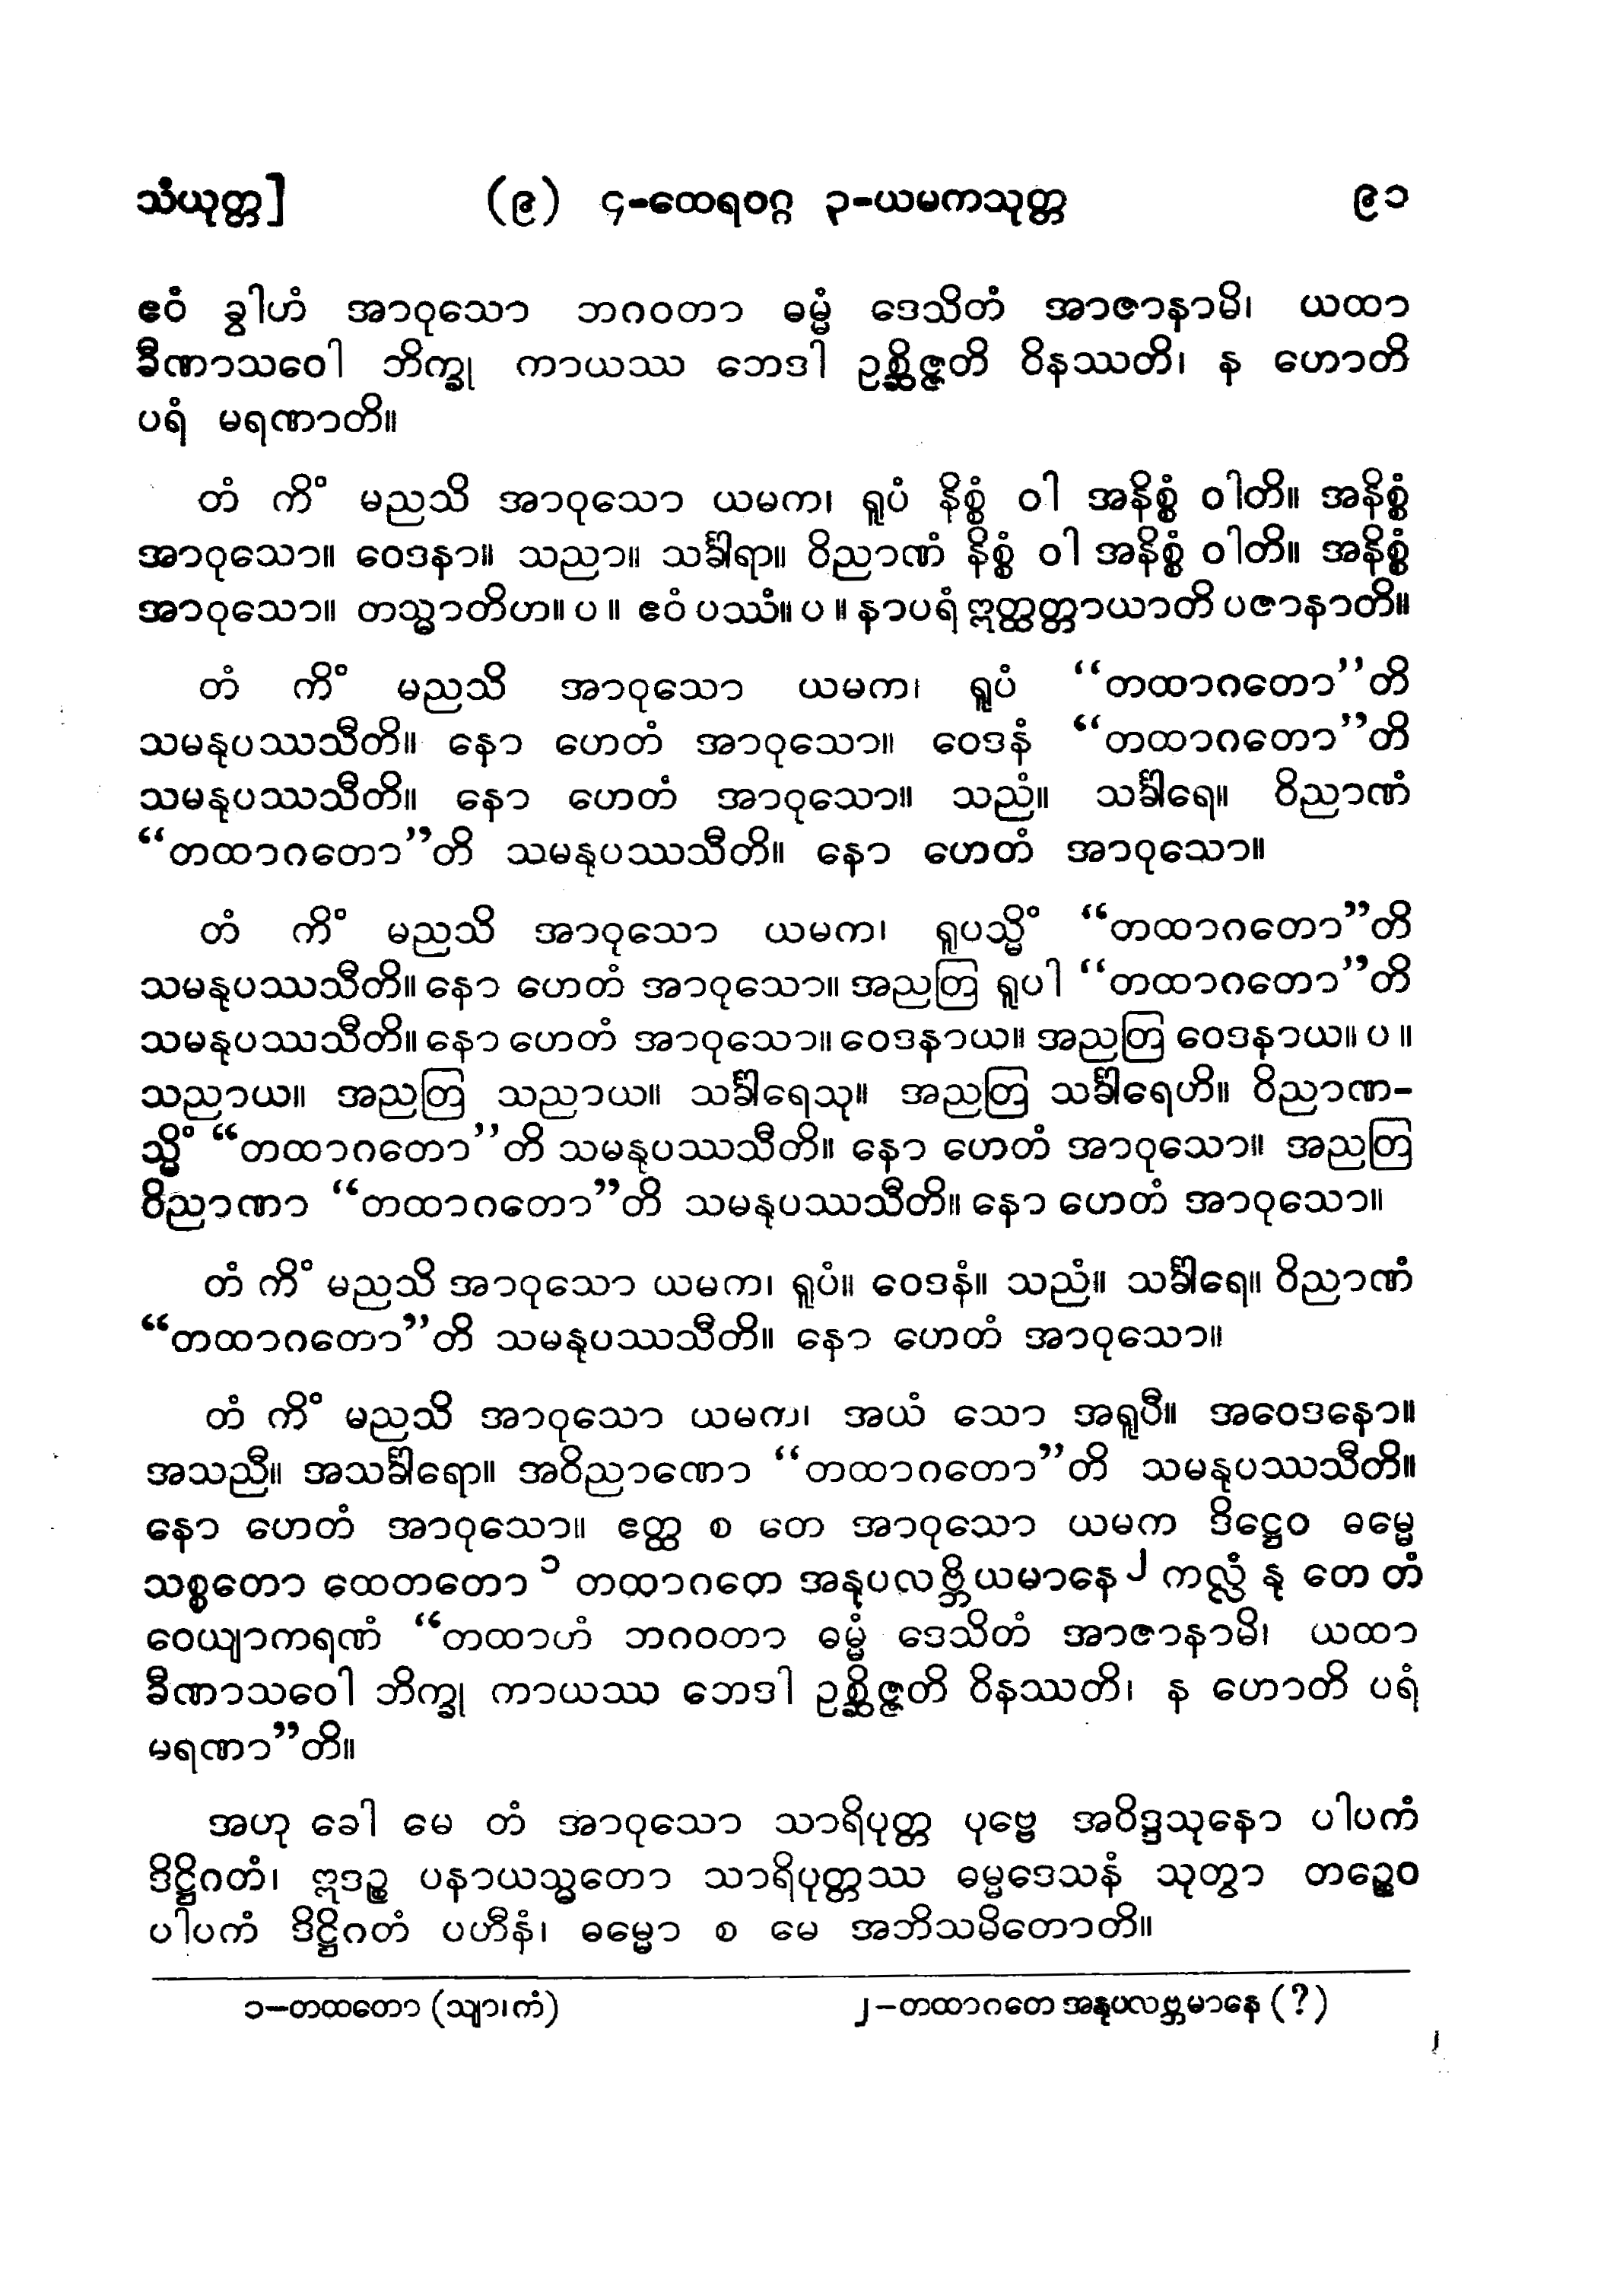 သံယုတ္တ] (၉) ၄-ထေရဝဂ္ဂ ၃-ယမကသုတ္တ ၉၁
ဧဝံ ခွါဟံ အာဝုသော ဘဂဝတာ ဓမ္မံ ဒေသိတံ အာဇာနာမိ၊ ယထာ
ခီဏာသဝေါ ဘိက္ခု ကာယဿ ဘေဒါ ဥစ္ဆိဇ္ဇတိ ဝိနဿတိ၊ န ဟောတိ
ပရံ မရဏာတိ။
တံ ကိံ မညသိ အာဝုသော ယမက၊ ရူပံ နိစ္စံ ဝါ အနိစ္စံ ဝါတိ။ အနိစ္စံ
အာဝုသော။ ဝေဒနာ။ သညာ။ သင်္ခါရာ။ ဝိညာဏံ နိစ္စံ ဝါ အနိစ္စံ ဝါတိ။ အနိစ္စံ
အာဝုသော။ တသ္မာတိဟ။ ပ ။ ဧဝံ ပဿံ။ ပ ။ နာပရံ ဣတ္ထတ္တာယာတိ ပဇာနာတိ။
တံ ကိံ မညသိ အာဝုသော ယမက၊ ရူပံ “တထာဂတော”တိ
သမနုပဿသီတိ။ နော ဟေတံ အာဝုသော။ ဝေဒနံ “တထာဂတော”တိ
သမနုပဿသီတိ။ နော ဟေတံ အာဝုသော။ သညံ။ သင်္ခါရေ။ ဝိညာဏံ
“တထာဂတော”တိ သမနုပဿသီတိ။ နော ဟေတံ အာဝုသော။
တံ ကိံ မညသိ အာဝုသော ယမက၊ ရူပသ္မိံ “တထာဂတော”တိ
သမနုပဿသီတိ။ နော ဟေတံ အာဝုသော။ အညတြ ရူပါ “တထာဂတော”တိ
သမနုပဿသီတိ။ နော ဟေတံ အာဝုသော။ ဝေဒနာယ။ အညတြ ဝေဒနာယ။ ပ ။
သညာယ။ အညတြ သညာယ။ သင်္ခါရေသု။ အညတြ သင်္ခါရေဟိ။ ဝိညာဏ-
သ္မိံ “တထာဂတော”တိ သမနုပဿသီတိ။ နော ဟေတံ အာဝုသော။ အညတြ
ဝိညာဏာ “တထာဂတော”တိ သမနုပဿသီတိ။ နော ဟေတံ အာဝုသော။
တံ ကိံ မညသိ အာဝုသော ယမက၊ ရူပံ။ ဝေဒနံ။ သညံ။ သင်္ခါရေ။ ဝိညာဏံ
“တထာဂတော”တိ သမနုပဿသီတိ။ နော ဟေတံ အာဝုသော။
တံ ကိံ မညသိ အာဝုသော ယမက၊ အယံ သော အရူပီ။ အဝေဒနော။
အသညီ။ အသင်္ခါရော။ အဝိညာဏော “တထာဂတော”တိ သမနုပဿသီတိ။
နော ဟေတံ အာဝုသော။ ဧတ္ထ စ တေ အာဝုသော ယမက ဒိဋ္ဌေဝ ဓမ္မေ
သစ္စတော ထေတတော ၁ တထာဂတေ အနုပလဗ္ဘိယမာနေ ၂ ကလ္လံ နု တေ တံ
ဝေယျာကရဏံ “တထာဟံ ဘဂဝတာ ဓမ္မံ ဒေသိတံ အာဇာနာမိ၊ ယထာ
ခီဏာသဝေါ ဘိက္ခု ကာယဿ ဘေဒါ ဥစ္ဆိဇ္ဇတိ ဝိနဿတိ၊ န ဟောတိ ပရံ
မရဏာ”တိ။
အဟု ခေါ မေ တံ အာဝုသော သာရိပုတ္တ ပုဗ္ဗေ အဝိဒ္ဒသုနော ပါပကံ
ဒိဋ္ဌိဂတံ၊ ဣဒဉ္စ ပနာယသ္မတော သာရိပုတ္တဿ ဓမ္မဒေသနံ သုတွာ တဉ္စေဝ
ပါပကံ ဒိဋ္ဌိဂတံ ပဟီနံ၊ ဓမ္မော စ မေ အဘိသမိတောတိ။
၁–တထတော (သျာ၊ကံ) ၂–တထာဂတေ အနုပလဗ္ဘမာနေ (?)